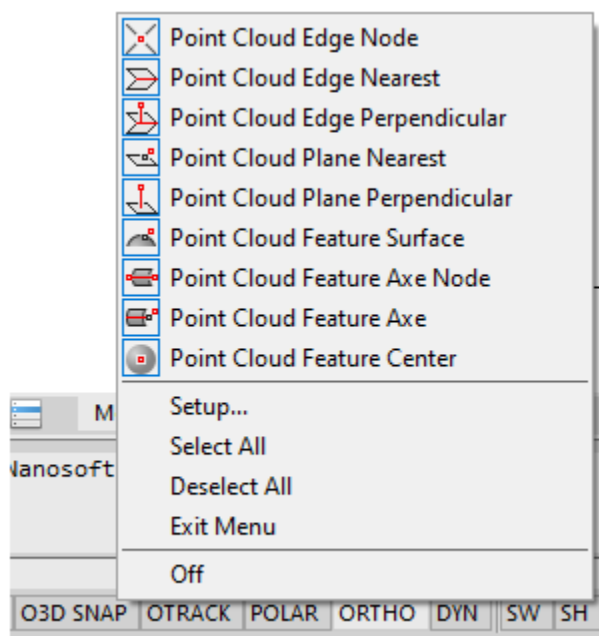 Point Cloud Edge Node
Point Cloud Edge Nearest
Point Cloud Edge Perpendicular
Point Cloud Plane Nearest
Point Cloud Plane Perpendicular
Point Cloud Feature Surface
Point Cloud Feature Axe Node
Point Cloud Feature Axe
Point Cloud Feature Center
M
Setup...
Nanosoft
Select All
Deselect All
Exit Menu
Off
O3D SNAP OTRACK POLAR ORTHO DYN SW SH